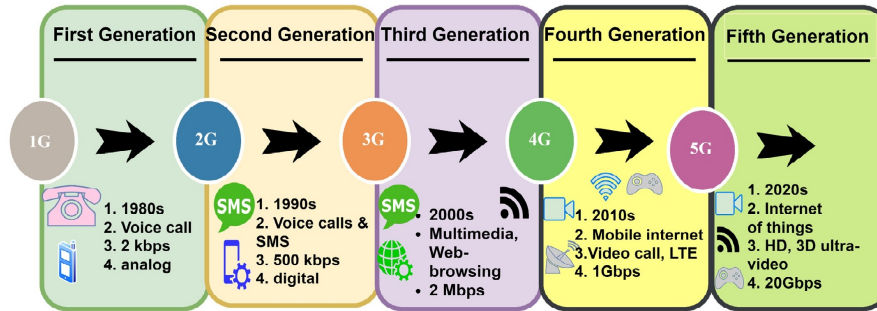 First Generation
1G
1. 1980s
2. Voice call
3. 2 kbps
4. analog
Second Generation
2G
SMS
1. 1990s
2. Voice calls &
SMS
3. 500 kbps
4. digital
Third Generation
3G
SMS
• 2000s
• Multimedia,
Web-
browsing
• 2 Mbps
Fourth Generation
4G
1. 2010s
2. Mobile internet
3.Video call, LTE
4. 1Gbps
Fifth Generation
5G
1. 2020s
2. Internet
of things
3. HD, 3D ultra-
video
4. 20Gbps